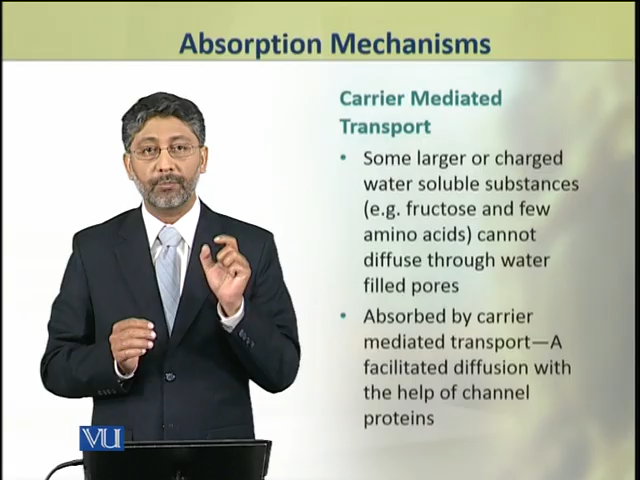 Absorption Mechanisms
Carrier Mediated
Transport
• Some larger or charged
water soluble substances
(e.g. fructose and few
amino acids) cannot
diffuse through water
filled pores
• Absorbed by carrier
mediated transport—A
facilitated diffusion with
the help of channel
proteins
VU